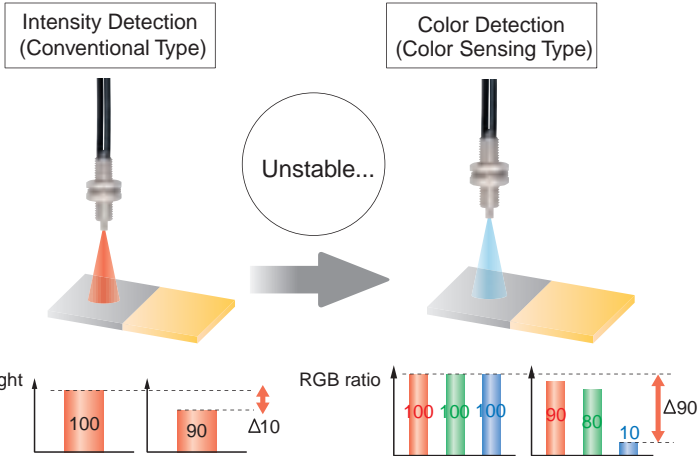 Intensity Detection
(Conventional Type)
Color Detection
(Color Sensing Type)
Unstable...
100
90
Δ10
RGB ratio
100 100 100
90 80 10
Δ90